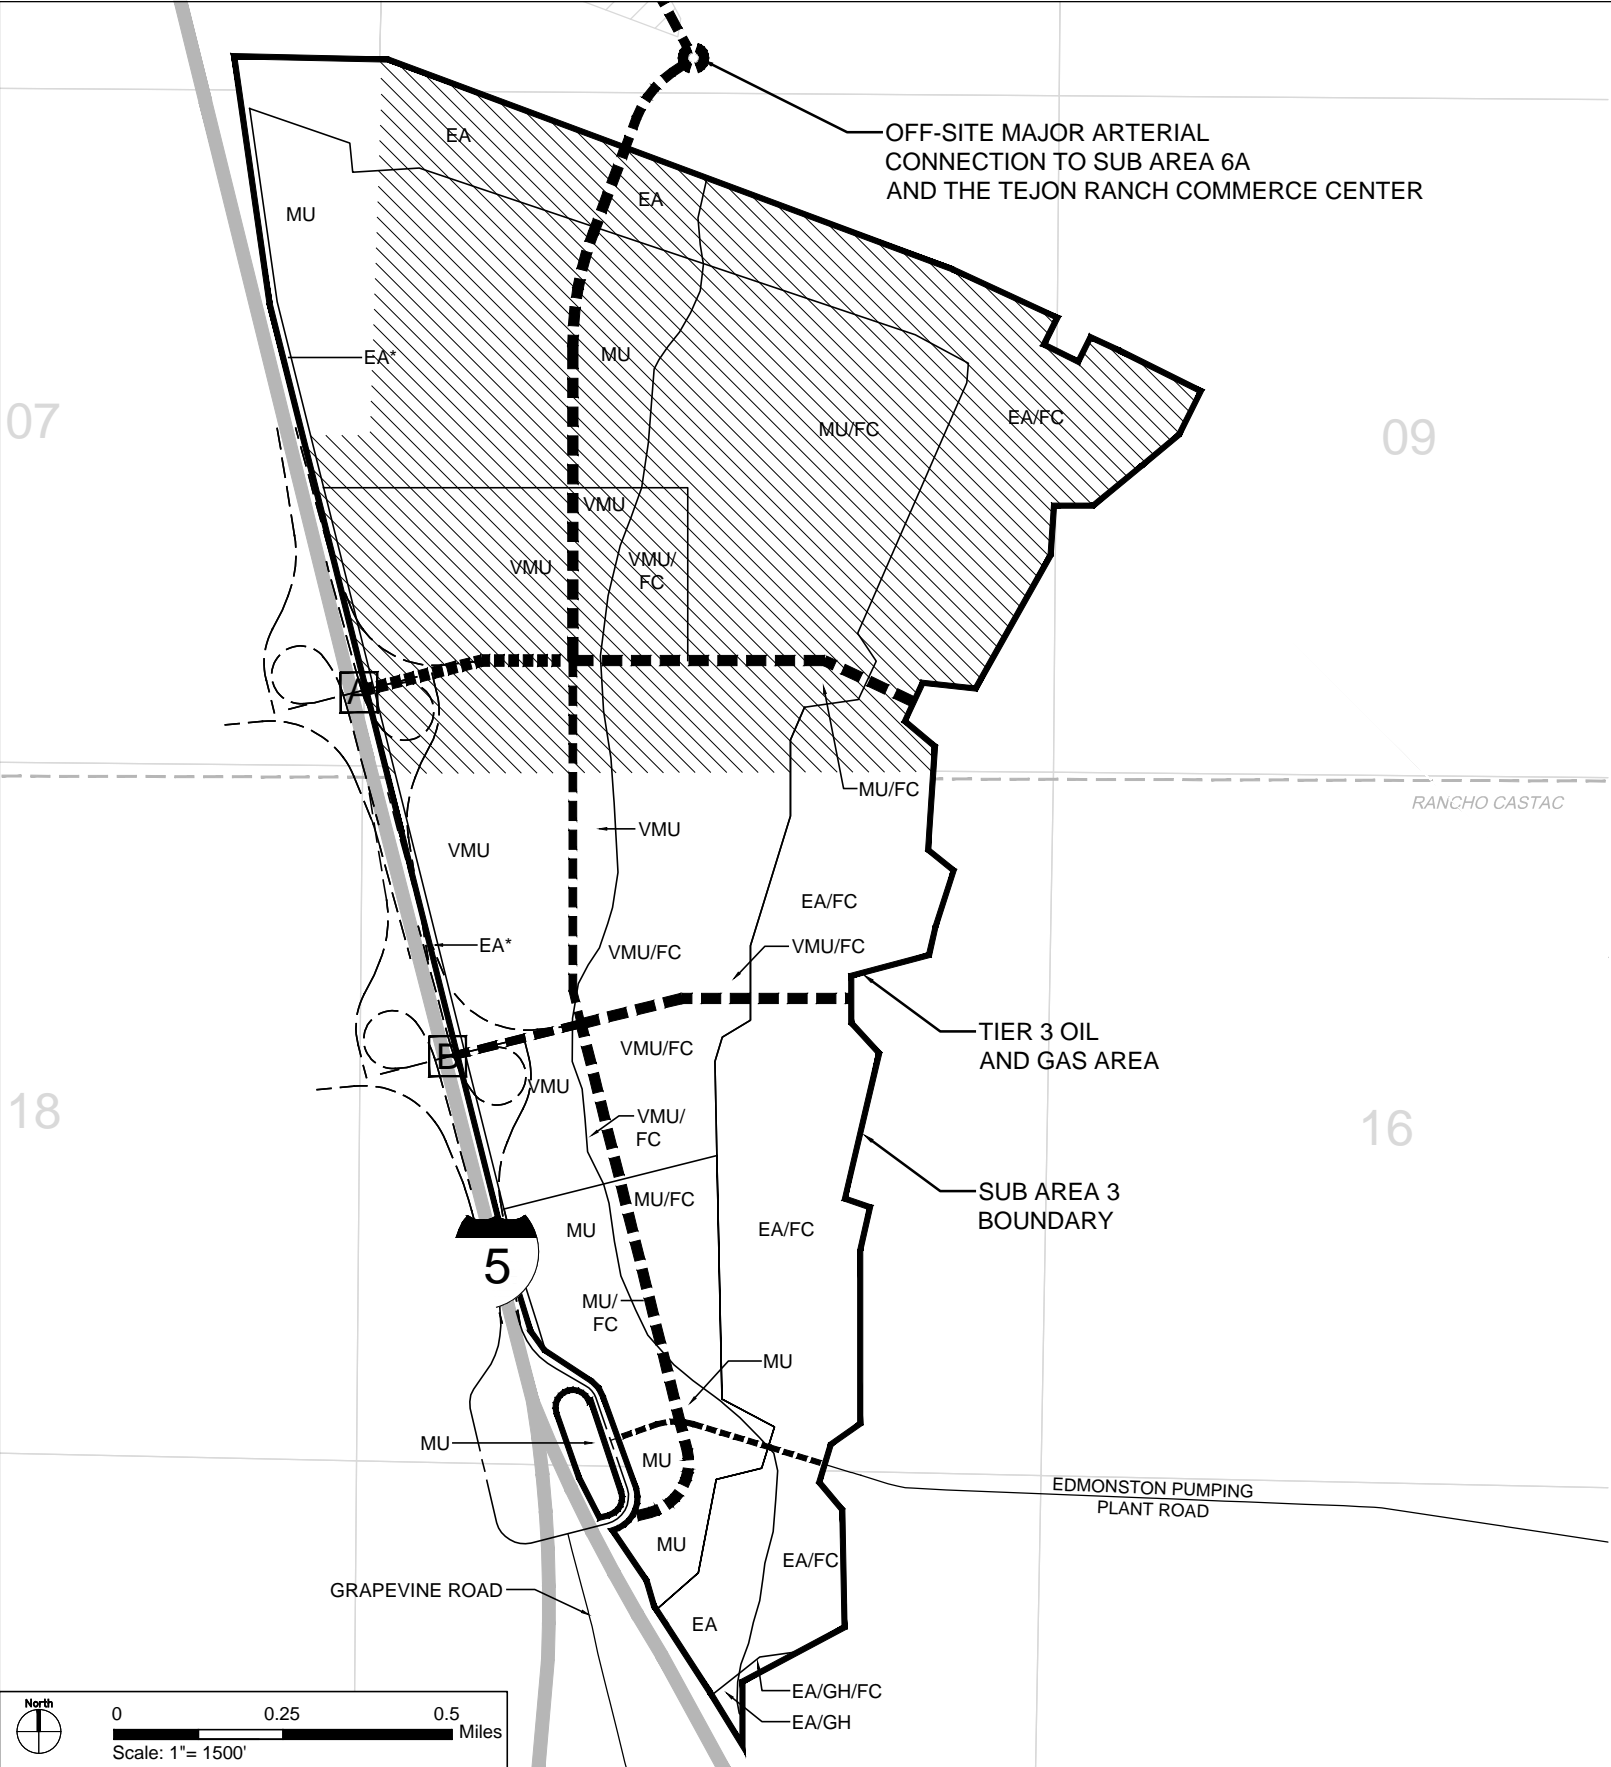 EA
OFF-SITE MAJOR ARTERIAL
CONNECTION TO SUB AREA 6A
AND THE TEJON RANCH COMMERCE CENTER
EA
MU
MU
EA*
07
MU/FC
EA/FC
09
VMU
VMU
VMU/
FC
A
MU/FC
RANCHO CASTAC
VMU
VMU
EA/FC
EA*
VMU/FC
VMU/FC
TIER 3 OIL
AND GAS AREA
VMU/FC
B
VMU
18
VMU/
FC
16
SUB AREA 3
BOUNDARY
MU/FC
MU
EA/FC
5
MU/
FC
MU
MU
MU
EDMONSTON PUMPING
PLANT ROAD
MU
EA/FC
GRAPEVINE ROAD
EA
EA/GH/FC
EA/GH
North
0 0.25 0.5
Miles
Scale: 1"= 1500'